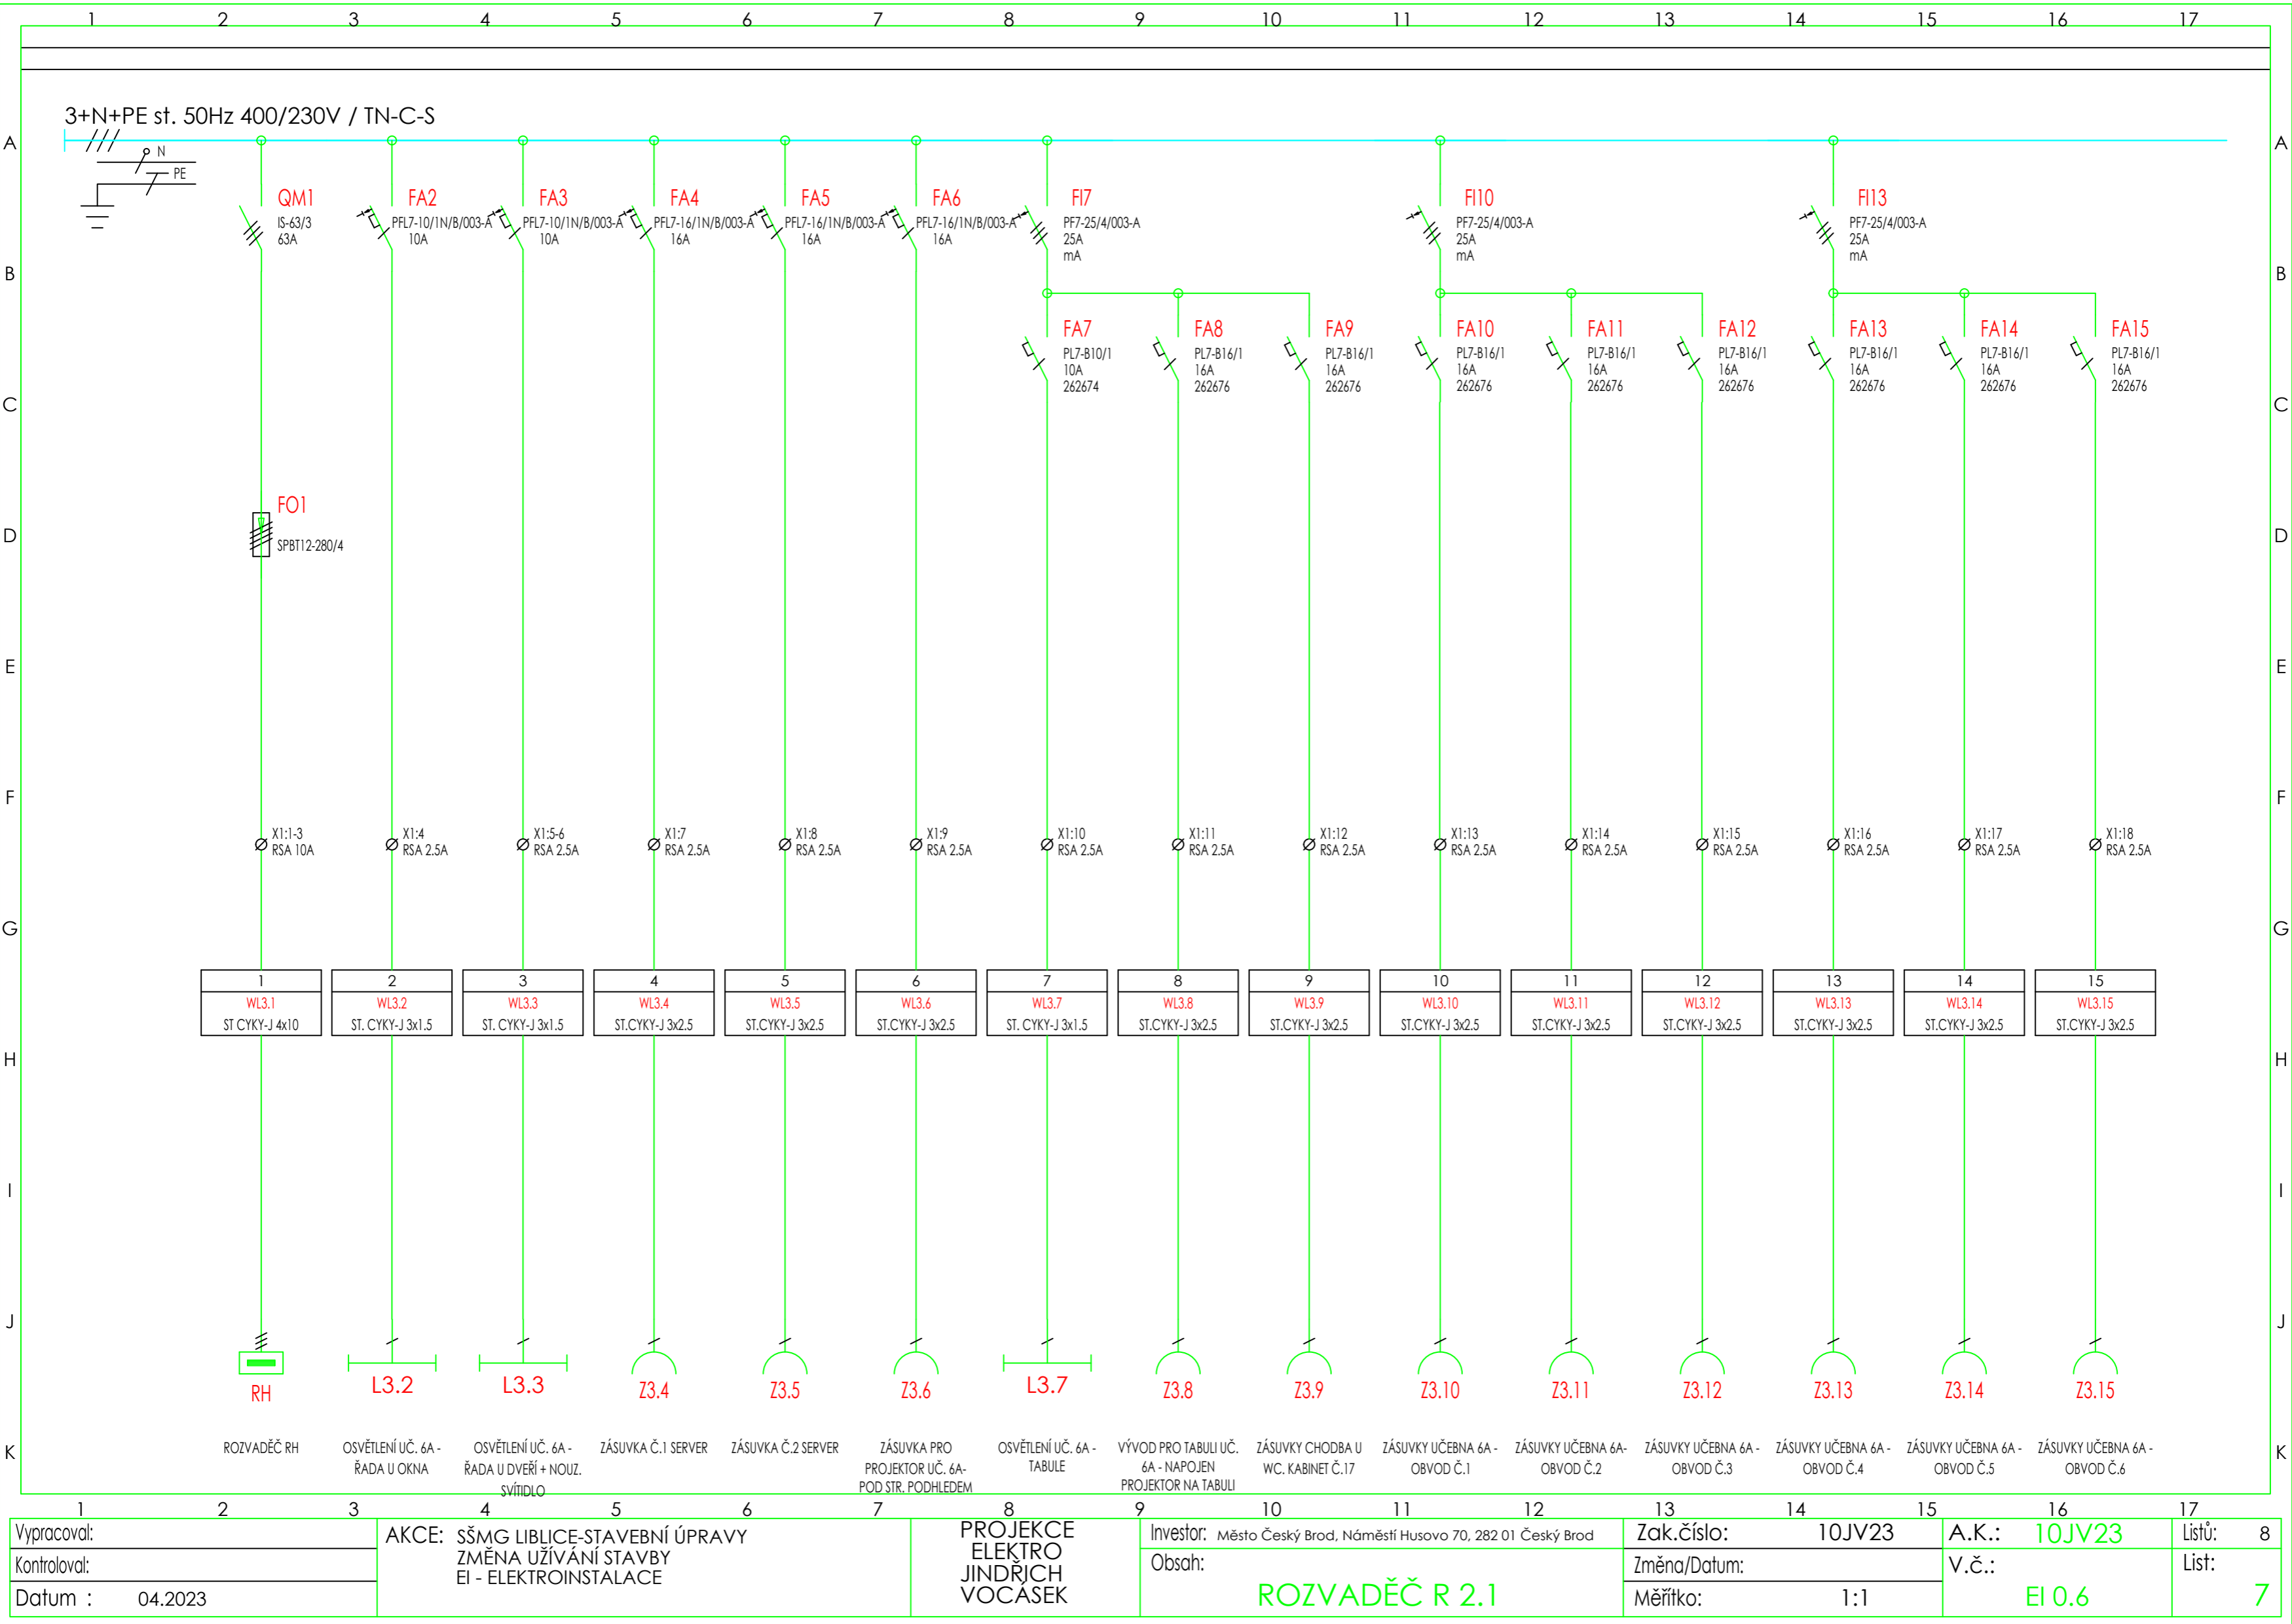 1 2 3 4 5 6 7 8 9 10 11 12 13 14 15 16 17
3+N+PE st. 50Hz 400/230V / TN-C-S
A A
N
PE
QM1
IS-63/3
63A
FA2
PFL7-10/1N/B/003-A
10A
FA3
PFL7-10/1N/B/003-A
10A
FA4
PFL7-16/1N/B/003-A
16A
FA5
PFL7-16/1N/B/003-A
16A
FA6
PFL7-16/1N/B/003-A
16A
FI7
PF7-25/4/003-A
25A
mA
FI10
PF7-25/4/003-A
25A
mA
FI13
PF7-25/4/003-A
25A
mA
B B
FA7
PL7-B10/1
10A
262674
FA8
PL7-B16/1
16A
262676
FA9
PL7-B16/1
16A
262676
FA10
PL7-B16/1
16A
262676
FA11
PL7-B16/1
16A
262676
FA12
PL7-B16/1
16A
262676
FA13
PL7-B16/1
16A
262676
FA14
PL7-B16/1
16A
262676
FA15
PL7-B16/1
16A
262676
C C
FO1
SPBT12-280/4
D D
E E
F F
X1:1-3
RSA 10A
X1:4
RSA 2.5A
X1:5-6
RSA 2.5A
X1:7
RSA 2.5A
X1:8
RSA 2.5A
X1:9
RSA 2.5A
X1:10
RSA 2.5A
X1:11
RSA 2.5A
X1:12
RSA 2.5A
X1:13
RSA 2.5A
X1:14
RSA 2.5A
X1:15
RSA 2.5A
X1:16
RSA 2.5A
X1:17
RSA 2.5A
X1:18
RSA 2.5A
G G
1
WL3.1
ST CYKY-J 4x10
2
WL3.2
ST. CYKY-J 3x1.5
3
WL3.3
ST. CYKY-J 3x1.5
4
WL3.4
ST.CYKY-J 3x2.5
5
WL3.5
ST.CYKY-J 3x2.5
6
WL3.6
ST.CYKY-J 3x2.5
7
WL3.7
ST. CYKY-J 3x1.5
8
WL3.8
ST.CYKY-J 3x2.5
9
WL3.9
ST.CYKY-J 3x2.5
10
WL3.10
ST.CYKY-J 3x2.5
11
WL3.11
ST.CYKY-J 3x2.5
12
WL3.12
ST.CYKY-J 3x2.5
13
WL3.13
ST.CYKY-J 3x2.5
14
WL3.14
ST.CYKY-J 3x2.5
15
WL3.15
ST.CYKY-J 3x2.5
H H
I I
J J
RH
L3.2
L3.3
Z3.4
Z3.5
Z3.6
L3.7
Z3.8
Z3.9
Z3.10
Z3.11
Z3.12
Z3.13
Z3.14
Z3.15
K K
ROZVADĚČ RH
OSVĚTLENÍ UČ. 6A -
ŘADA U OKNA
OSVĚTLENÍ UČ. 6A -
ŘADA U DVEŘÍ + NOUZ.
SVÍTIDLO
ZÁSUVKA Č.1 SERVER
ZÁSUVKA Č.2 SERVER
ZÁSUVKA PRO
PROJEKTOR UČ. 6A-
POD STR. PODHLEDEM
OSVĚTLENÍ UČ. 6A -
TABULE
VÝVOD PRO TABULI UČ.
6A - NAPOJEN
PROJEKTOR NA TABULI
ZÁSUVKY CHODBA U
WC. KABINET Č.17
ZÁSUVKY UČEBNA 6A -
OBVOD Č.1
ZÁSUVKY UČEBNA 6A-
OBVOD Č.2
ZÁSUVKY UČEBNA 6A -
OBVOD Č.3
ZÁSUVKY UČEBNA 6A -
OBVOD Č.4
ZÁSUVKY UČEBNA 6A -
OBVOD Č.5
ZÁSUVKY UČEBNA 6A -
OBVOD Č.6
1 2 3 4 5 6 7 8 9 10 11 12 13 14 15 16 17
Vypracoval:
Kontroloval:
Datum : 04.2023
AKCE: SŠMG LIBLICE-STAVEBNÍ ÚPRAVY
ZMĚNA UŽÍVÁNÍ STAVBY
EI - ELEKTROINSTALACE
PROJEKCE
ELEKTRO
JINDŘICH
VOCÁSEK
Investor: Město Český Brod, Náměstí Husovo 70, 282 01 Český Brod
Obsah:
ROZVADĚČ R 2.1
Zak.číslo: 10JV23
Změna/Datum:
Měřítko: 1:1
A.K.: 10JV23
V.č.:
EI 0.6
Listů: 8
List:
7